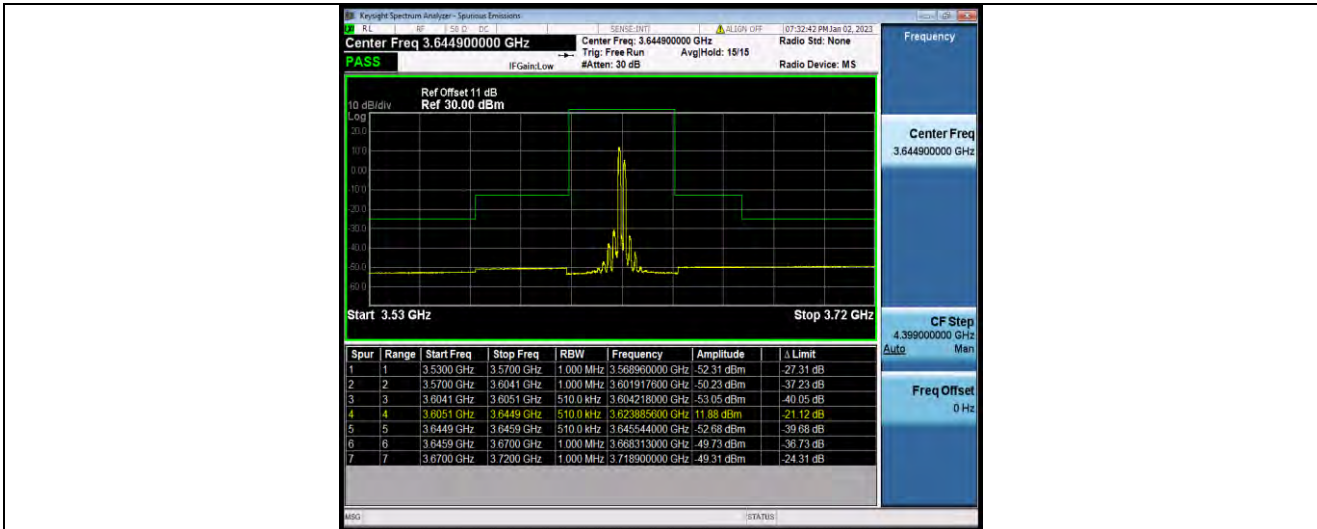 Keysight Spectrum Analyzer - Spurious Emissions
RL RF 50 Ω DC SENSE:INT ALIGN OFF 07:32:42 PM Jan 02, 2023
Center Freq 3.644900000 GHz Center Freq: 3.644900000 GHz Radio Std: None
Trig: Free Run Avg|Hold: 15/15
PASS IFGain:Low #Atten: 30 dB Radio Device: MS
Frequency
Ref Offset 11 dB
10 dB/div Ref 30.00 dBm
Log
20.0
10.0
0.00
-10.0
-20.0
-30.0
-40.0
-50.0
-60.0
Start 3.53 GHz Stop 3.72 GHz
Center Freq
3.644900000 GHz
CF Step
4.399000000 GHz
Auto Man
Freq Offset
0 Hz
Spur Range Start Freq Stop Freq RBW Frequency Amplitude Δ Limit
1 1 3.5300 GHz 3.5700 GHz 1.000 MHz 3.568960000 GHz -52.31 dBm -27.31 dB
2 2 3.5700 GHz 3.6041 GHz 1.000 MHz 3.601917600 GHz -50.23 dBm -37.23 dB
3 3 3.6041 GHz 3.6051 GHz 510.0 kHz 3.604218000 GHz -53.05 dBm -40.05 dB
4 4 3.6051 GHz 3.6449 GHz 510.0 kHz 3.623885600 GHz 11.88 dBm -21.12 dB
5 5 3.6449 GHz 3.6459 GHz 510.0 kHz 3.645544000 GHz -52.68 dBm -39.68 dB
6 6 3.6459 GHz 3.6700 GHz 1.000 MHz 3.668313000 GHz -49.73 dBm -36.73 dB
7 7 3.6700 GHz 3.7200 GHz 1.000 MHz 3.718900000 GHz -49.31 dBm -24.31 dB
MSG STATUS